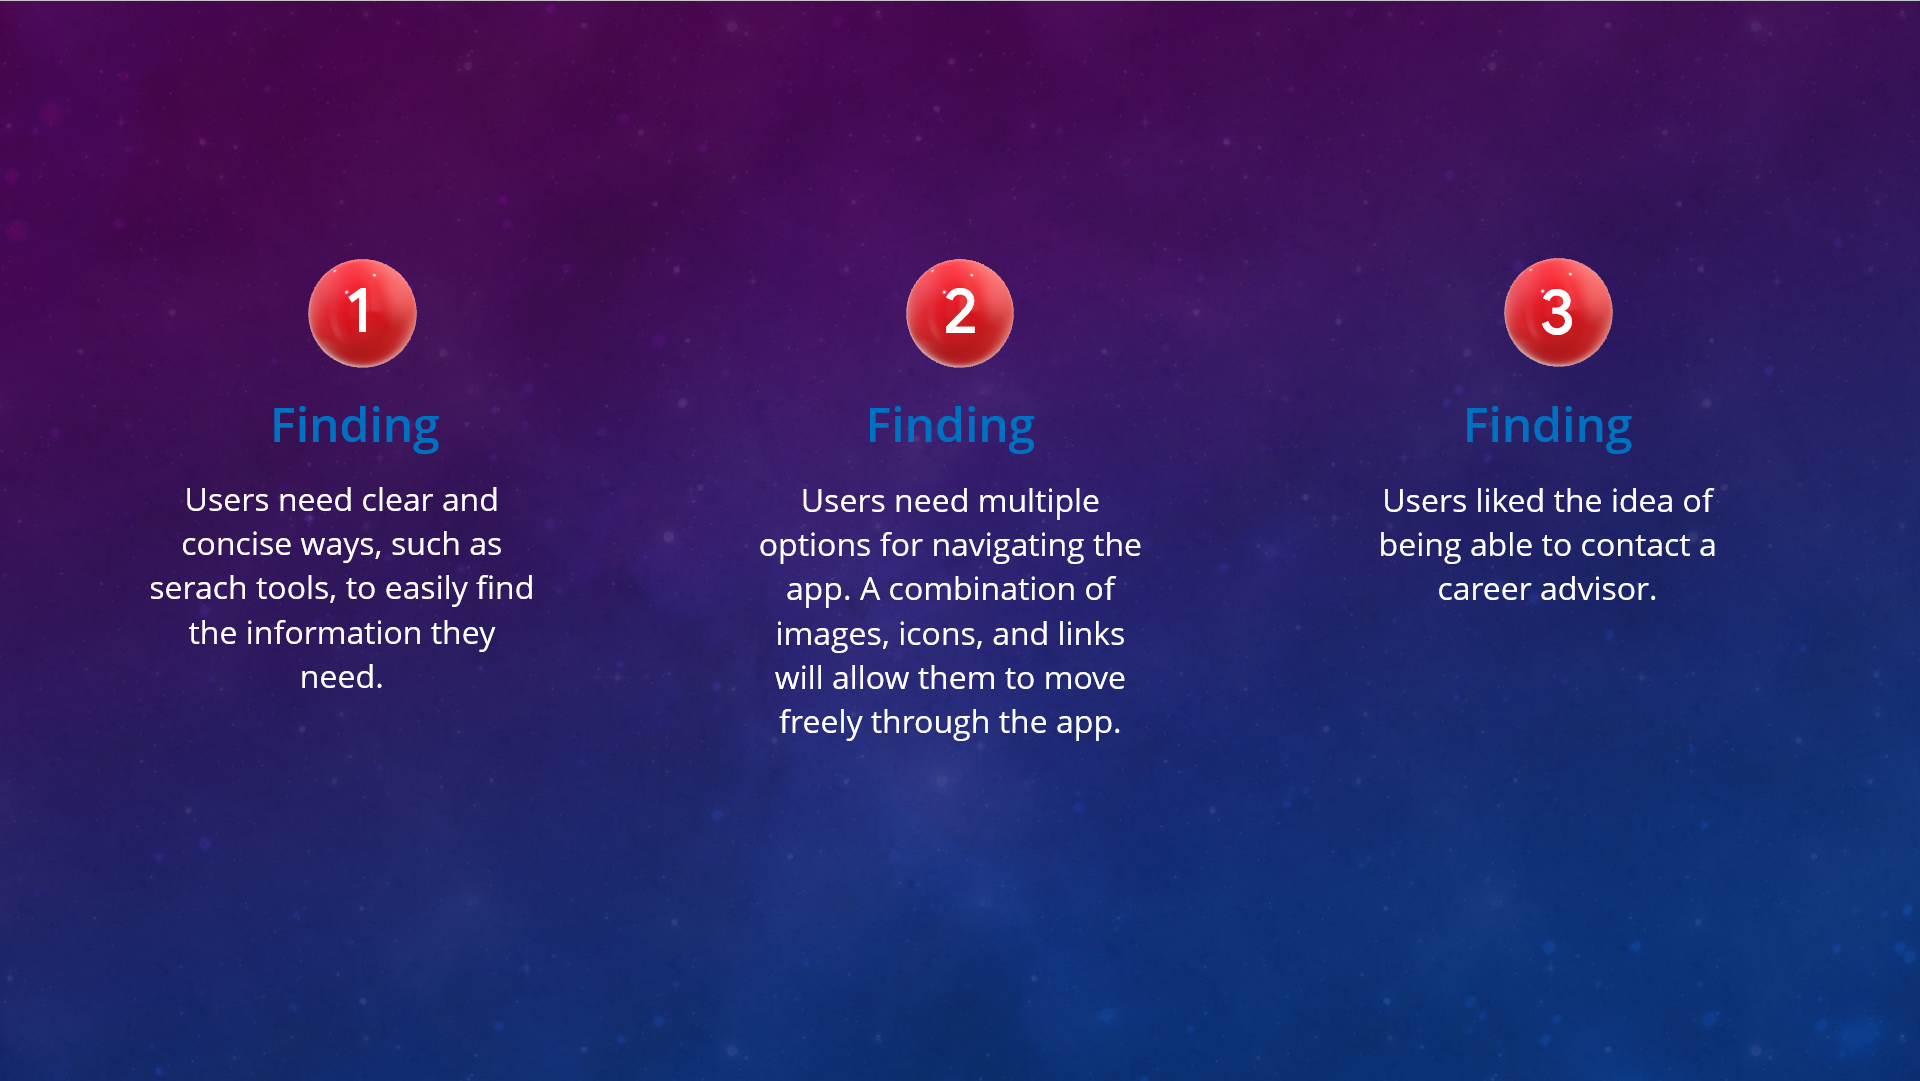 1
Finding
Users need clear and
concise ways, such as
serach tools, to easily find
the information they
need.
2
Finding
Users need multiple
options for navigating the
app. A combination of
images, icons, and links
will allow them to move
freely through the app.
3
Finding
Users liked the idea of
being able to contact a
career advisor.